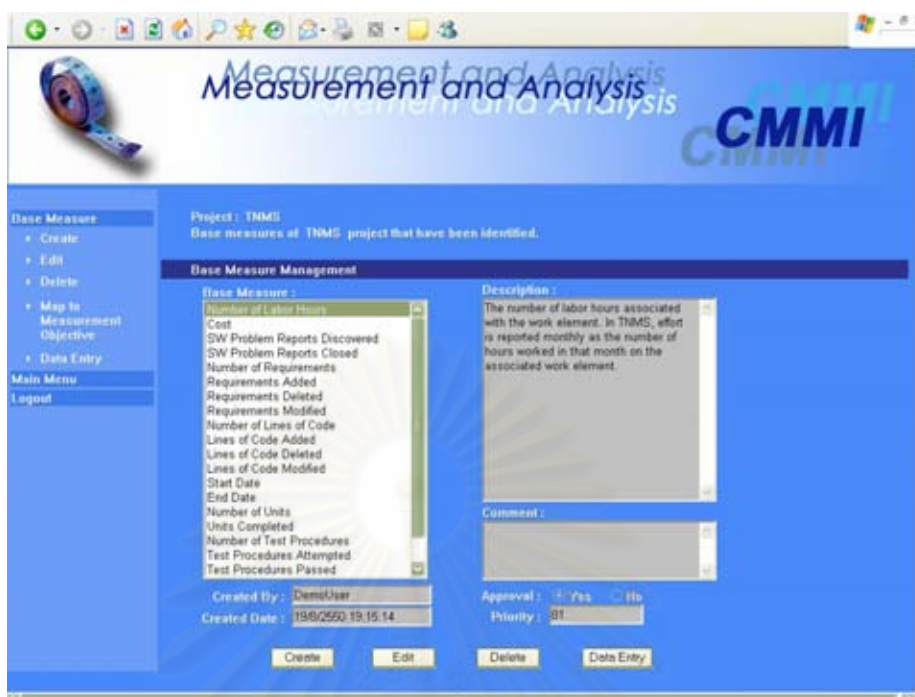 Measurement and Analysis
Measurement and Analysis
CMMI
CMMI
Base Measure
Create
Edit
Delete
Map to
Measurement
Objective
Data Entry
Main Menu
Logout
Project : TNMS
Base measures of TNMS project that have been identified.
Base Measure Management
Base Measure :
Number of Labor Hours
Cost
SW Problem Reports Discovered
SW Problem Reports Closed
Number of Requirements
Requirements Added
Requirements Deleted
Requirements Modified
Number of Lines of Code
Lines of Code Added
Lines of Code Deleted
Lines of Code Modified
Start Date
End Date
Number of Units
Units Completed
Number of Test Procedures
Test Procedures Attempted
Test Procedures Passed
Created By : DemoUser
Created Date : 19/8/2550 19:15:14
Description :
The number of labor hours associated
with the work element. In TNMS, effort
is reported monthly as the number of
hours worked in that month on the
associated work element.
Comment :
Approval : Yes No
Priority : B1
Create Edit Delete Data Entry